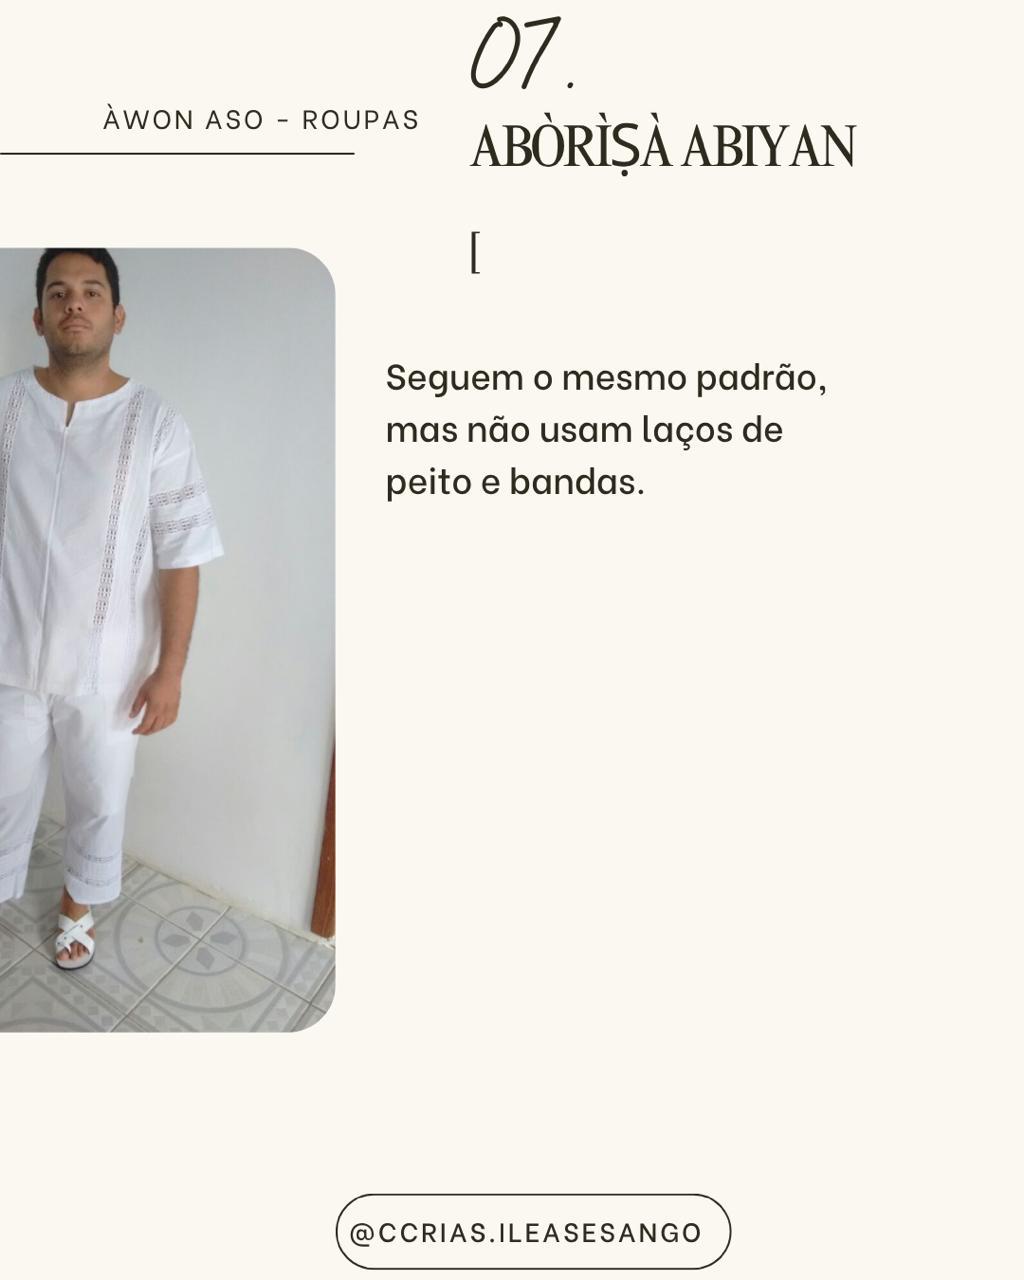 07.
ÀWON ASO - ROUPAS
ABÒRÌṢÀ ABIYAN
[
Seguem o mesmo padrão,
mas não usam laços de
peito e bandas.
@CCRIAS.ILEASESANGO